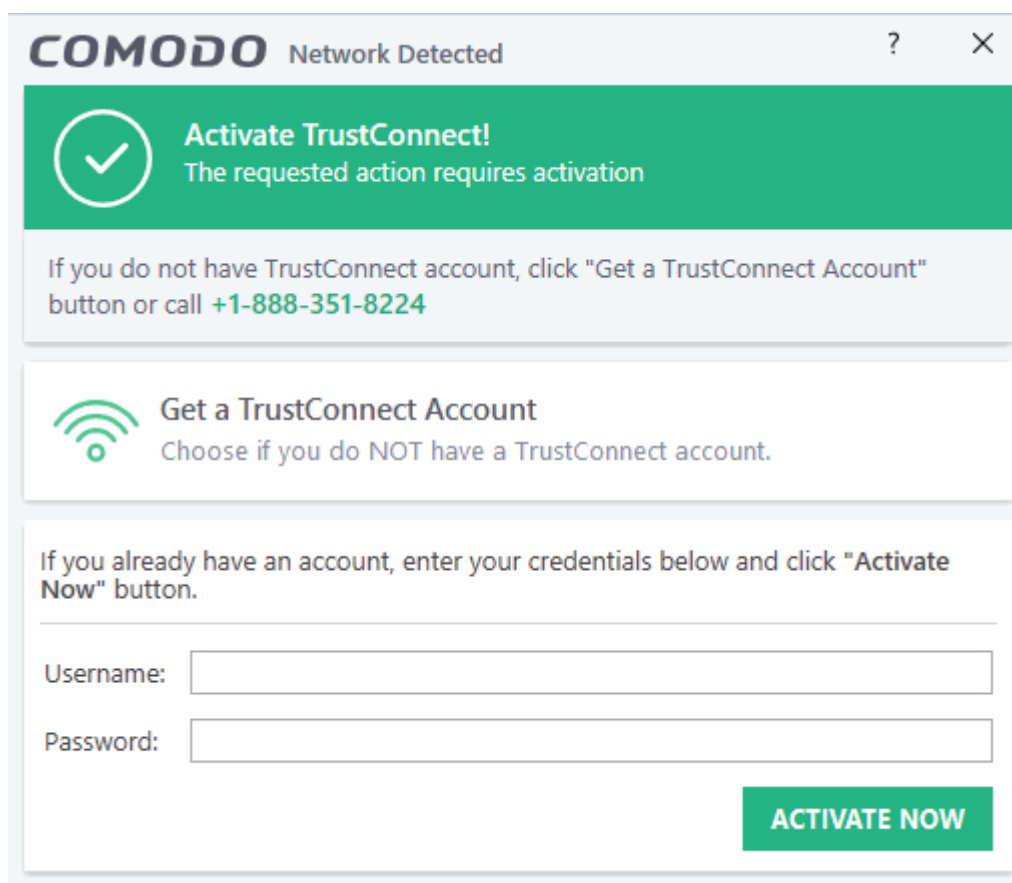 COMODO Network Detected ?
Activate TrustConnect!
The requested action requires activation
If you do not have TrustConnect account, click "Get a TrustConnect Account"
button or call +1-888-351-8224
Get a TrustConnect Account
Choose if you do NOT have a TrustConnect account.
If you already have an account, enter your credentials below and click "Activate
Now" button.
Username:
Password:
ACTIVATE NOW